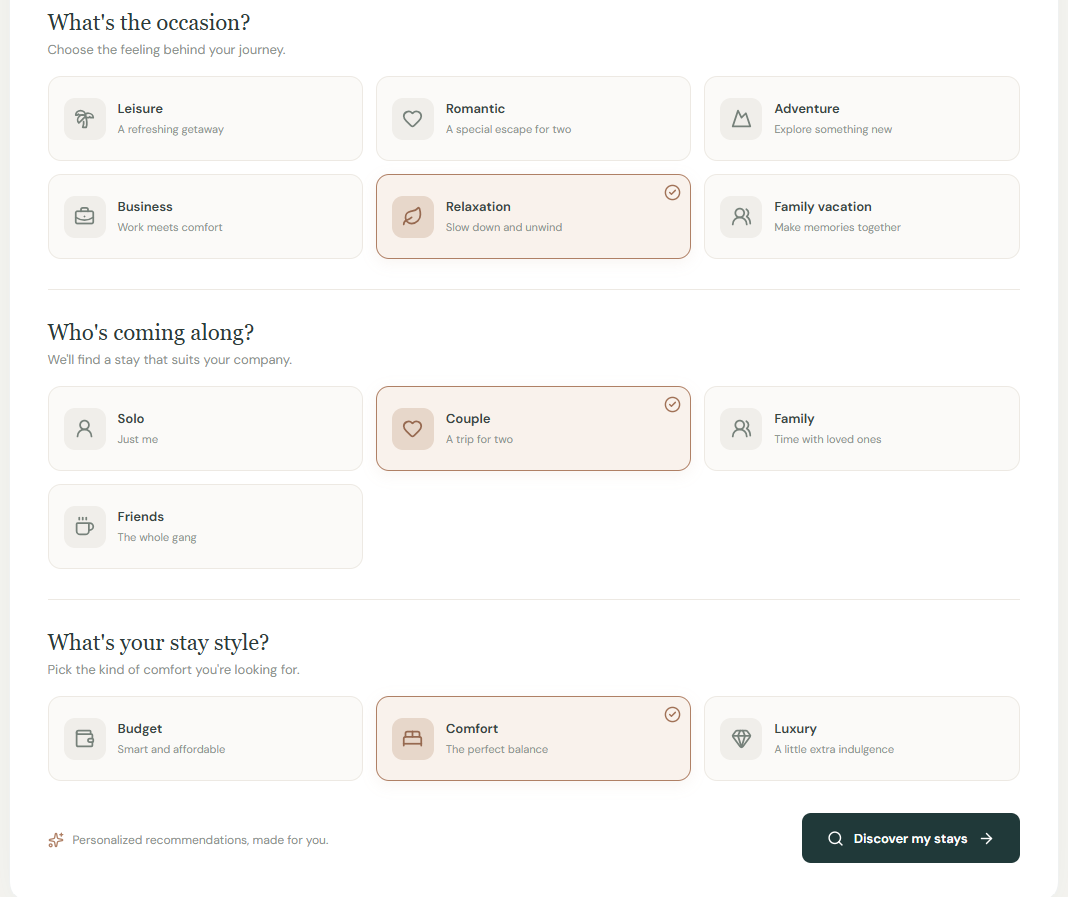 What's the occasion?
Choose the feeling behind your journey.
Leisure
A refreshing getaway
Romantic
A special escape for two
Adventure
Explore something new
Business
Work meets comfort
Relaxation
Slow down and unwind
Family vacation
Make memories together
Who's coming along?
We'll find a stay that suits your company.
Solo
Just me
Couple
A trip for two
Family
Time with loved ones
Friends
The whole gang
What's your stay style?
Pick the kind of comfort you're looking for.
Budget
Smart and affordable
Comfort
The perfect balance
Luxury
A little extra indulgence
Personalized recommendations, made for you.
Discover my stays